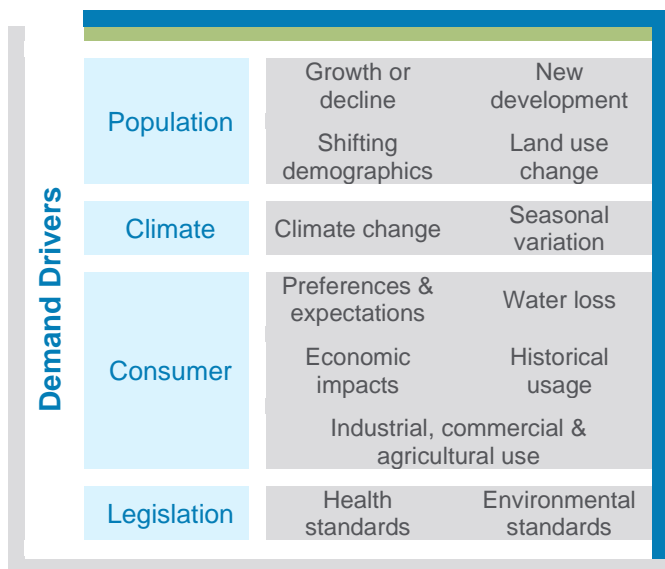 Demand Drivers
Population
Growth or
decline
New
development
Shifting
demographics
Land use
change
Climate
Climate change
Seasonal
variation
Consumer
Preferences &
expectations
Water loss
Economic
impacts
Historical
usage
Industrial, commercial &
agricultural use
Legislation
Health
standards
Environmental
standards